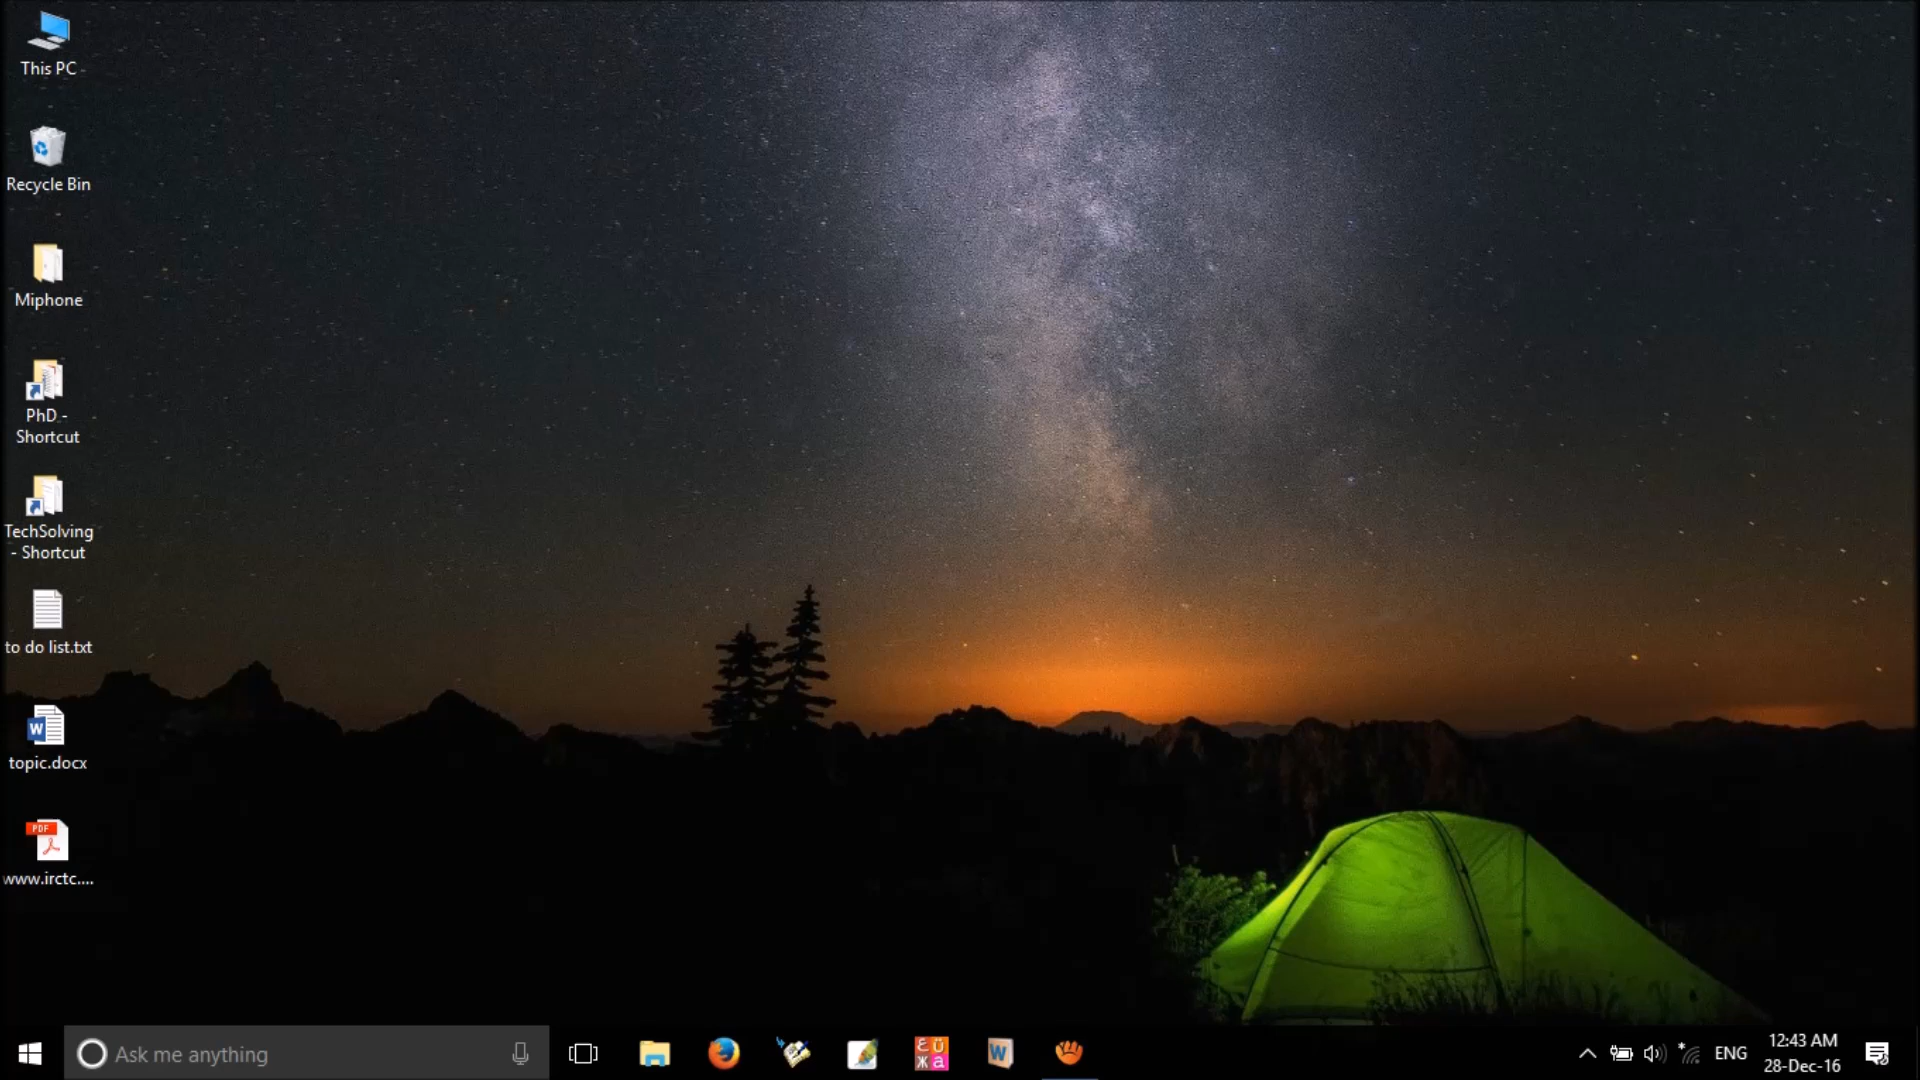 This PC
Recycle Bin
Miphone
PhD -
Shortcut
TechSolving
- Shortcut
to do list.txt
W
topic.docx
PDF
www.irctc....
Ask me anything
ع Ü
Ж a
W
ENG
12:43 AM
28-Dec-16